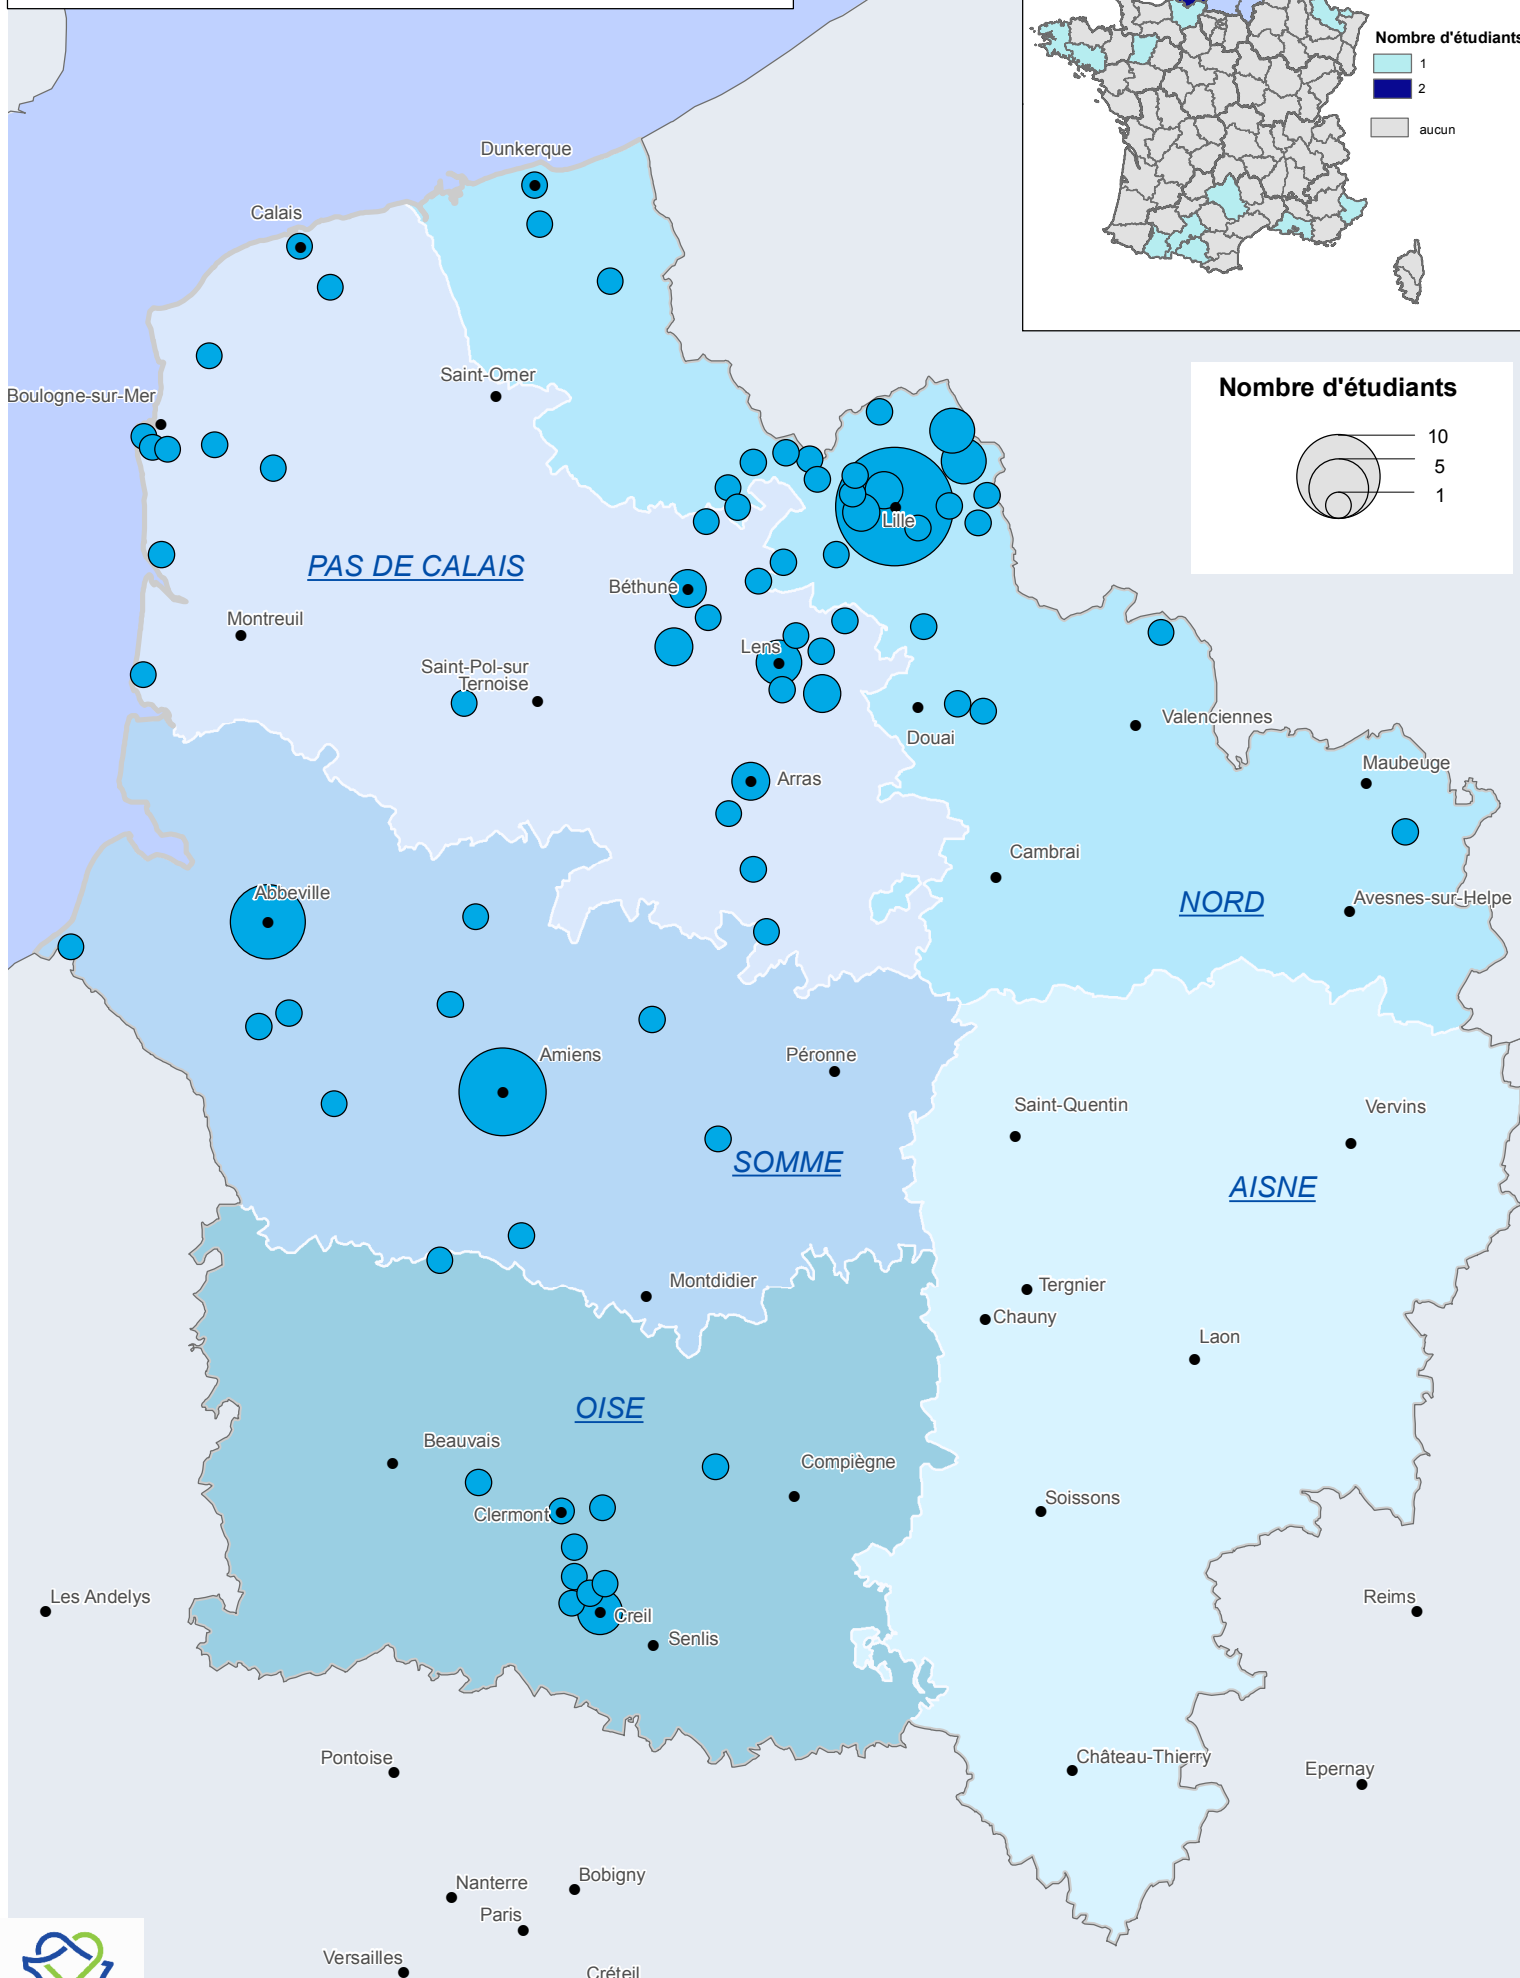 Nombre d'étudiants
1
2
aucun
Dunkerque
Calais
Saint-Omer
Boulogne-sur-Mer
Nombre d'étudiants
10
5
1
Lille
PAS DE CALAIS
Béthune
Montreuil
Lens
Saint-Pol-sur
Ternoise
Valenciennes
Douai
Maubeuge
Arras
Cambrai
Abbeville
NORD
Avesnes-sur-Helpe
Amiens
Péronne
Saint-Quentin
Vervins
SOMME
AISNE
Montdidier
Tergnier
Chauny
Laon
OISE
Beauvais
Compiègne
Soissons
Clermont
Les Andelys
Reims
Creil
Senlis
Pontoise
Château-Thierry
Epernay
Nanterre
Bobigny
Paris
Versailles
Créteil